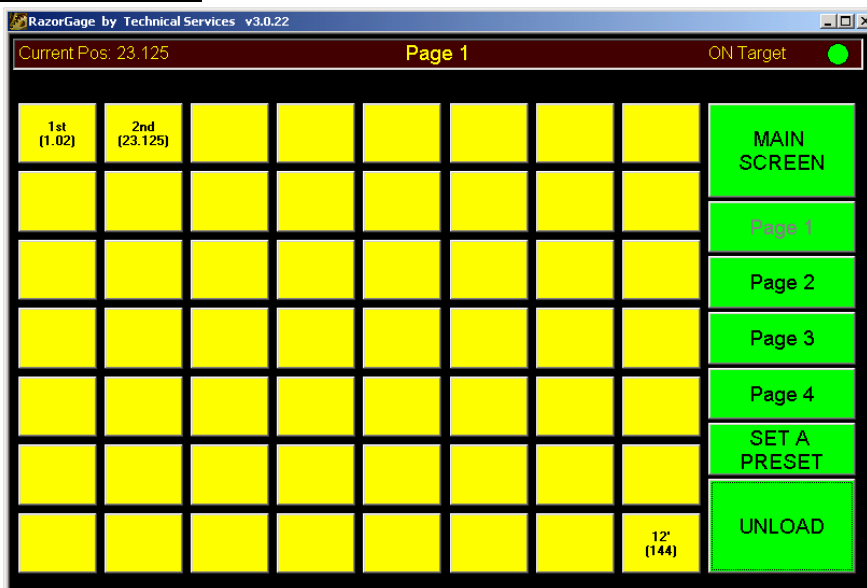 RazorGage by Technical Services v3.0.22
Current Pos: 23.125
Page 1
ON Target
1st
(1.02)
2nd
(23.125)
MAIN
SCREEN
Page 1
Page 2
Page 3
Page 4
SET A
PRESET
12'
(144)
UNLOAD